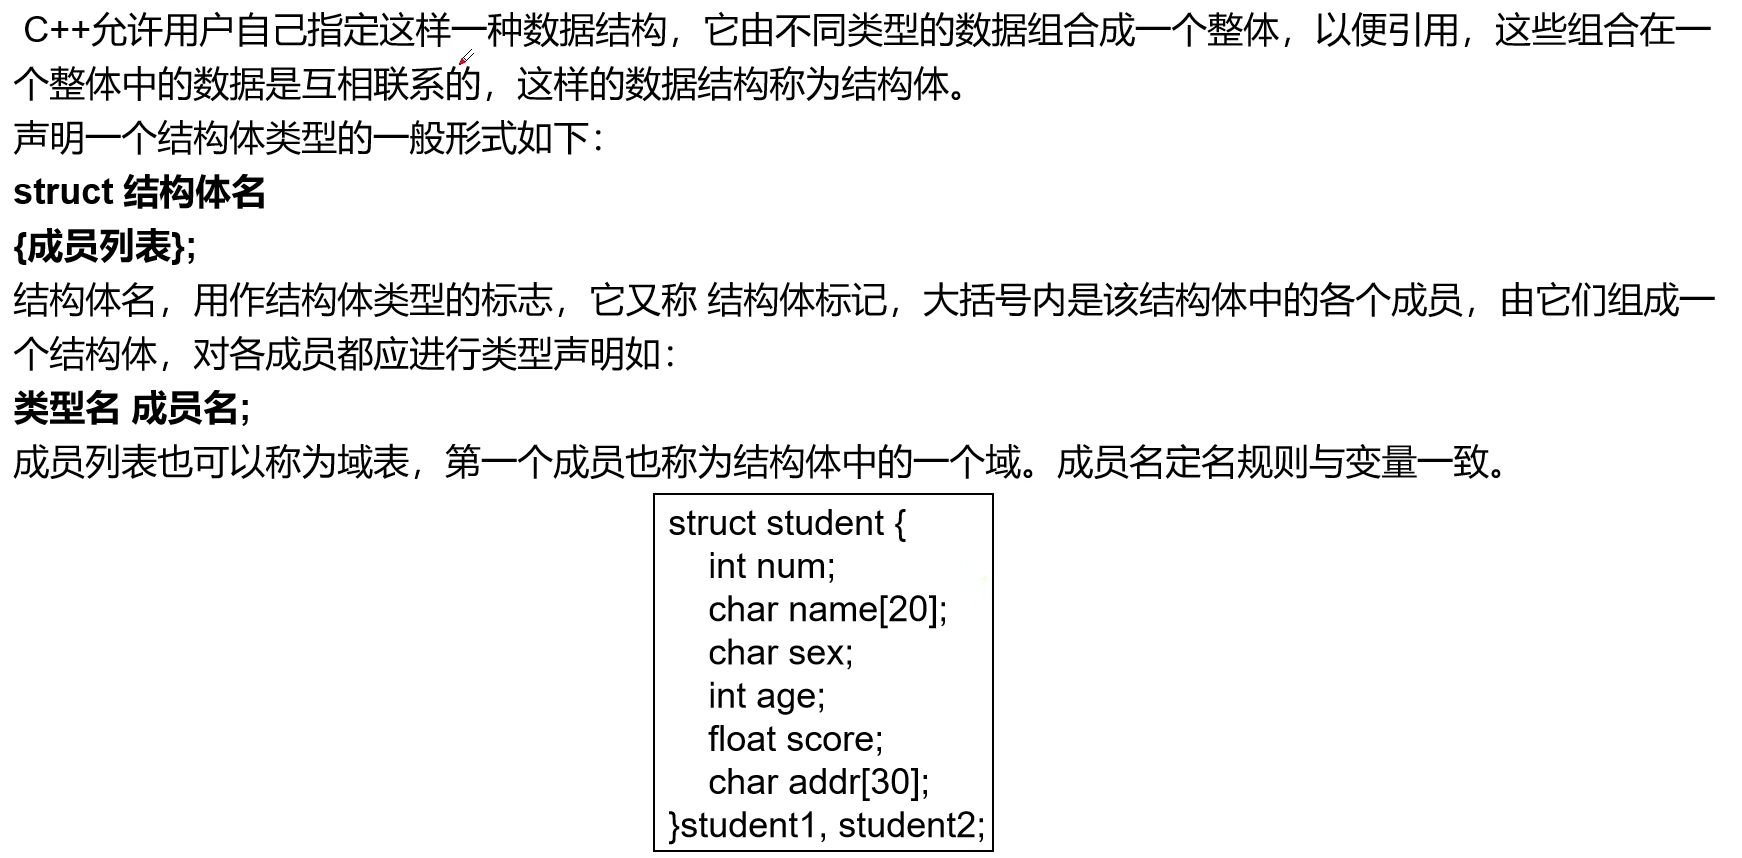 C++允许用户自己指定这样一种数据结构，它由不同类型的数据组合成一个整体，以便引用，这些组合在一
个整体中的数据是互相联系的，这样的数据结构称为结构体。
声明一个结构体类型的一般形式如下：
struct 结构体名
{成员列表};
结构体名，用作结构体类型的标志，它又称 结构体标记，大括号内是该结构体中的各个成员，由它们组成一
个结构体，对各成员都应进行类型声明如：
类型名 成员名;
成员列表也可以称为域表，第一个成员也称为结构体中的一个域。成员名定名规则与变量一致。
struct student {
int num;
char name[20];
char sex;
int age;
float score;
char addr[30];
}student1, student2;